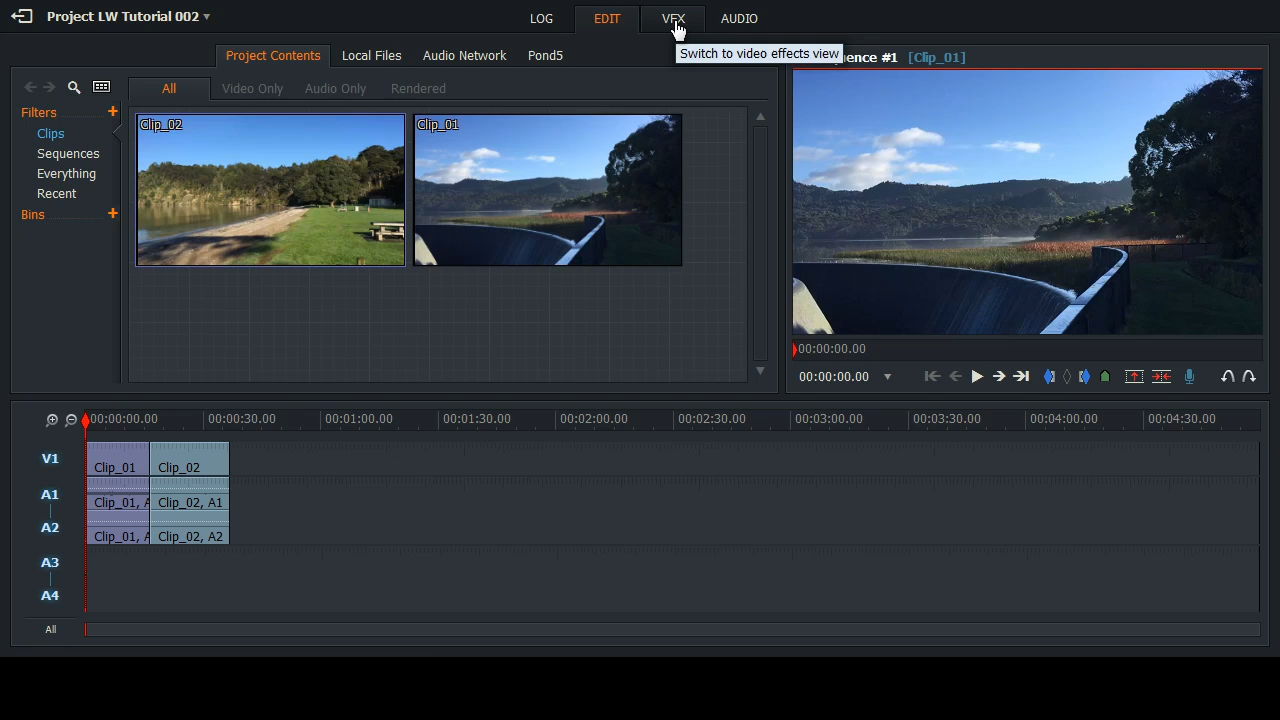 Project LW Tutorial 002
LOG EDIT VFX AUDIO
Switch to video effects view
Project Contents Local Files Audio Network Pond5
ence #1 [Clip_01]
All Video Only Audio Only Rendered
Filters +
Clips
Sequences
Everything
Recent
Bins +
Clip_02
Clip_01
00:00:00.00
00:00:00.00
00:00:00.00 00:00:30.00 00:01:00.00 00:01:30.00 00:02:00.00 00:02:30.00 00:03:00.00 00:03:30.00 00:04:00.00 00:04:30.00
V1 Clip_01 Clip_02
A1 Clip_01, A Clip_02, A1
A2 Clip_01, A Clip_02, A2
A3
A4
All